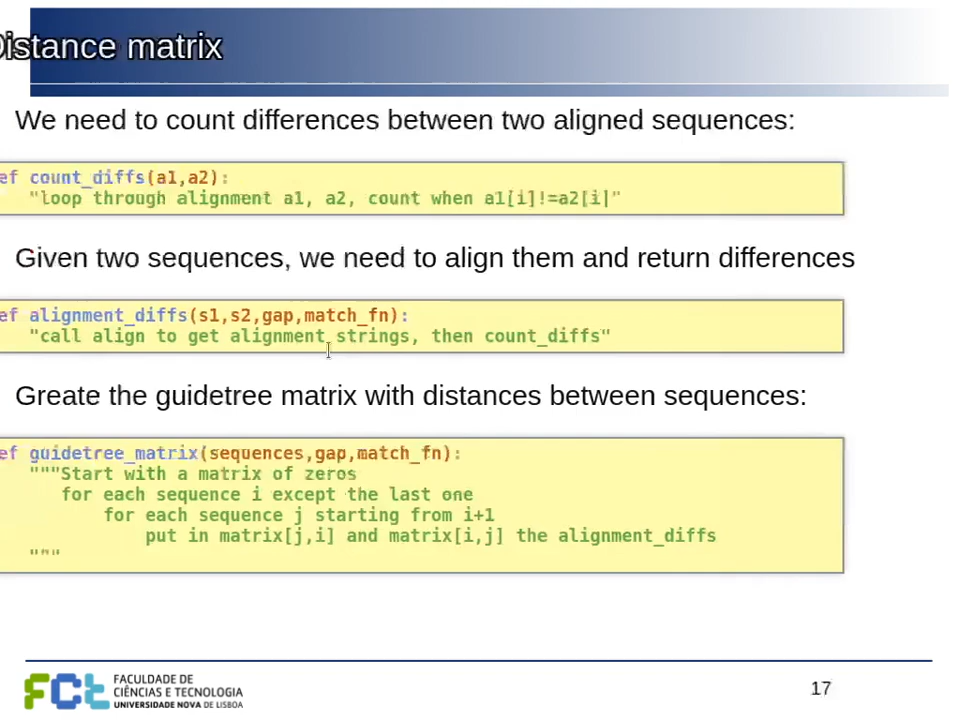 Distance matrix
We need to count differences between two aligned sequences:
ef count_diffs(a1,a2):
"loop through alignment a1, a2, count when a1[i]!=a2[i]"
Given two sequences, we need to align them and return differences
ef alignment_diffs(s1,s2,gap,match_fn):
"call align to get alignment strings, then count_diffs"
Greate the guidetree matrix with distances between sequences:
ef guidetree_matrix(sequences,gap,match_fn):
"""Start with a matrix of zeros
for each sequence i except the last one
for each sequence j starting from i+1
put in matrix[j,i] and matrix[i,j] the alignment_diffs
"""
FCt FACULDADE DE
CIÊNCIAS E TECNOLOGIA
UNIVERSIDADE NOVA DE LISBOA
17